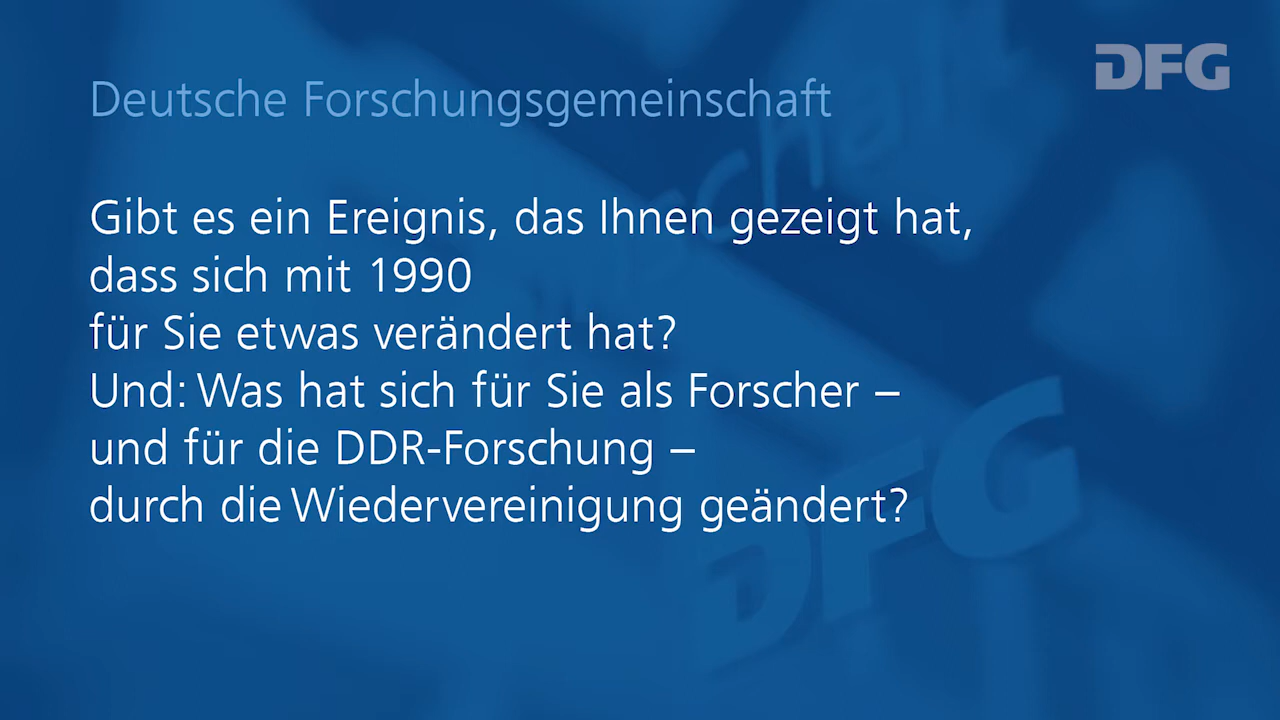 DFG
Deutsche Forschungsgemeinschaft
Gibt es ein Ereignis, das Ihnen gezeigt hat,
dass sich mit 1990
für Sie etwas verändert hat?
Und: Was hat sich für Sie als Forscher –
und für die DDR-Forschung –
durch die Wiedervereinigung geändert?
DFG